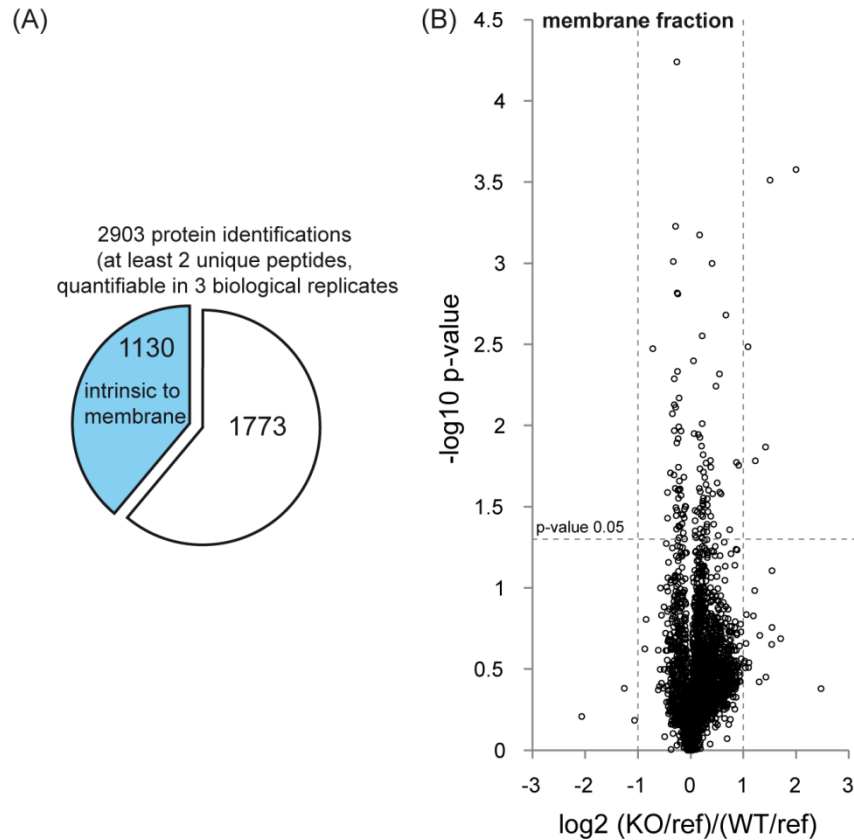 (A)
2903 protein identifications
(at least 2 unique peptides,
quantifiable in 3 biological replicates
1130
intrinsic to
membrane
1773
(B)
membrane fraction
4.5
4
3.5
3
2.5
2
1.5
1
0.5
0
-log10 p-value
p-value 0.05
-3
-2
-1
0
1
2
3
log2 (KO/ref)/(WT/ref)